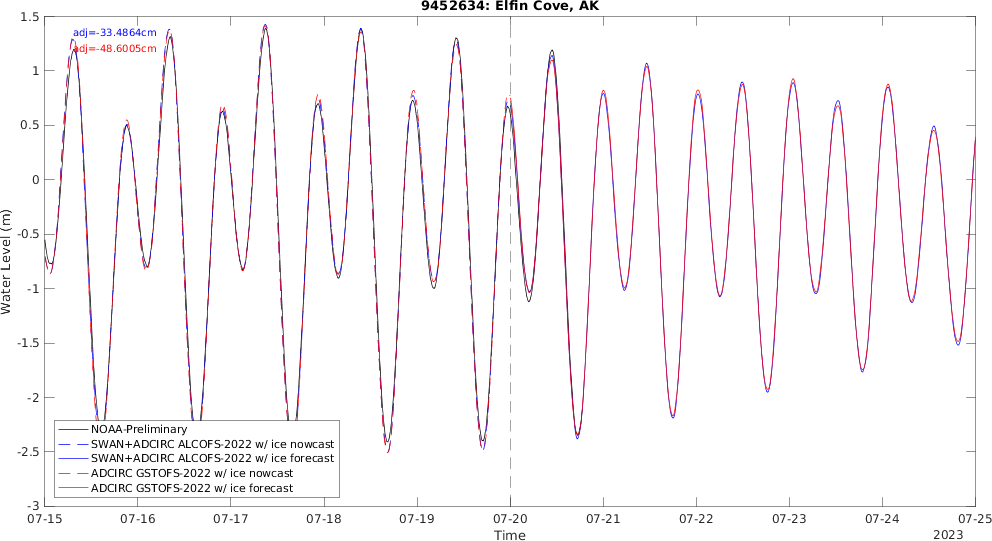 9452634: Elfin Cove, AK
adj=-33.4864cm
adj=-48.6005cm
1.5
1
0.5
0
-0.5
-1
-1.5
-2
-2.5
-3
Water Level (m)
NOAA-Preliminary
SWAN+ADCIRC ALCOFS-2022 w/ ice nowcast
SWAN+ADCIRC ALCOFS-2022 w/ ice forecast
ADCIRC GSTOFS-2022 w/ ice nowcast
ADCIRC GSTOFS-2022 w/ ice forecast
07-15 07-16 07-17 07-18 07-19 07-20 07-21 07-22 07-23 07-24 07-25
Time
2023